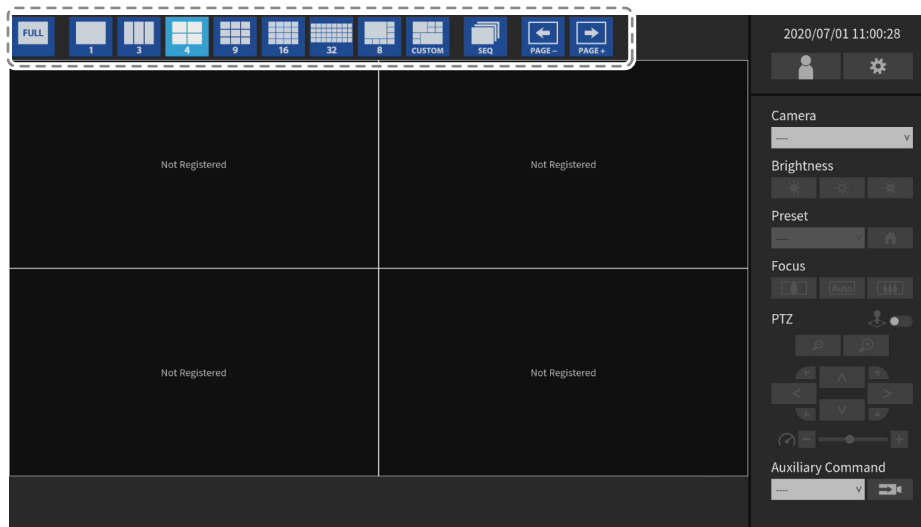 FULL
1
3
4
9
16
32
8
CUSTOM
SEQ
PAGE-
PAGE+
2020/07/01 11:00:28
Not Registered
Not Registered
Not Registered
Not Registered
Camera
----
Brightness
Preset
----
Focus
Auto
PTZ
Auxiliary Command
----